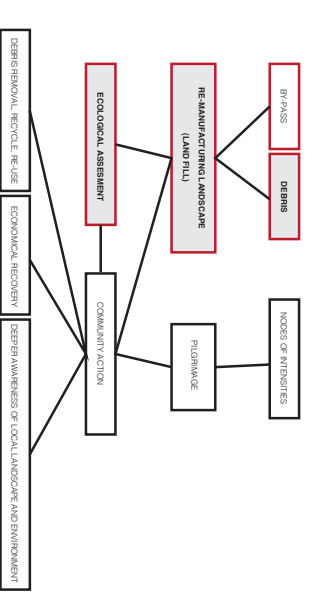 BY-PASS
DEBRIS
NODES OF INTENSITIES
RE-MANUFACTURING LANDSCAPE
(LAND FILL)
PILGRIMAGE
ECOLOGICAL ASSESMENT
COMMUNITY ACTION
DEBRIS REMOVAL, RECYCLE, RE-USE
ECONOMICAL RECOVERY
DEEPER AWARENESS OF LOCAL LANDSCAPE AND ENVIRONMENT